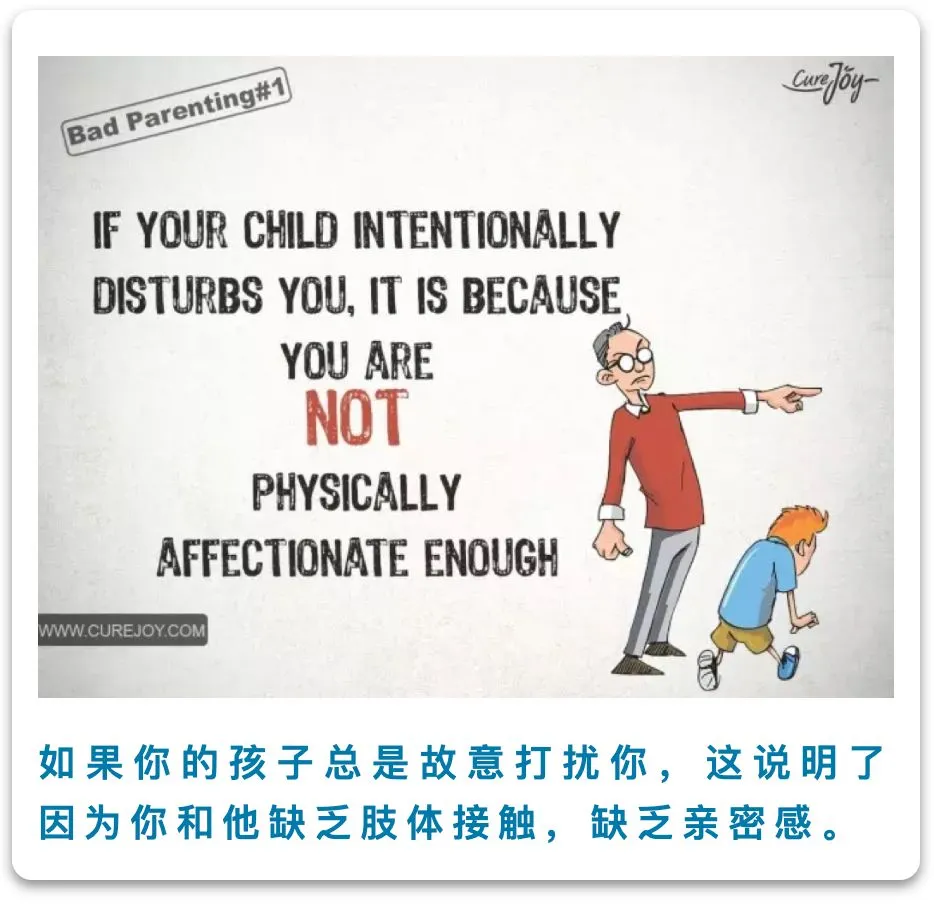 Bad Parenting#1
CureJoy
IF YOUR CHILD INTENTIONALLY
DISTURBS YOU, IT IS BECAUSE
YOU ARE
NOT
PHYSICALLY
AFFECTIONATE ENOUGH
WWW.CUREJOY.COM
如果你的孩子总是故意打扰你，这说明了
因为你和他缺乏肢体接触，缺乏亲密感。